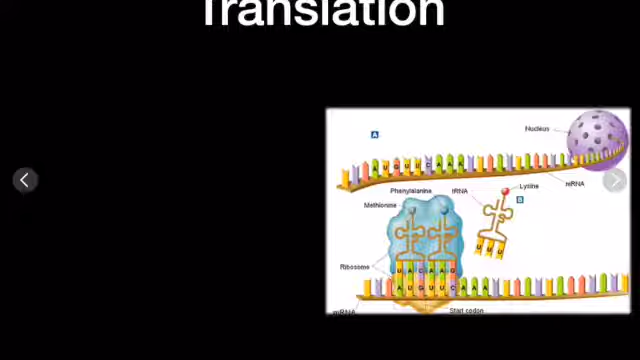 Translation
Nucleus
A
A U G U U C A A A
mRNA
Phenylalanine tRNA Lysine
Methionine B
U U U
Ribosome
U A C A A G
A U G U U C A A A
mRNA Start codon